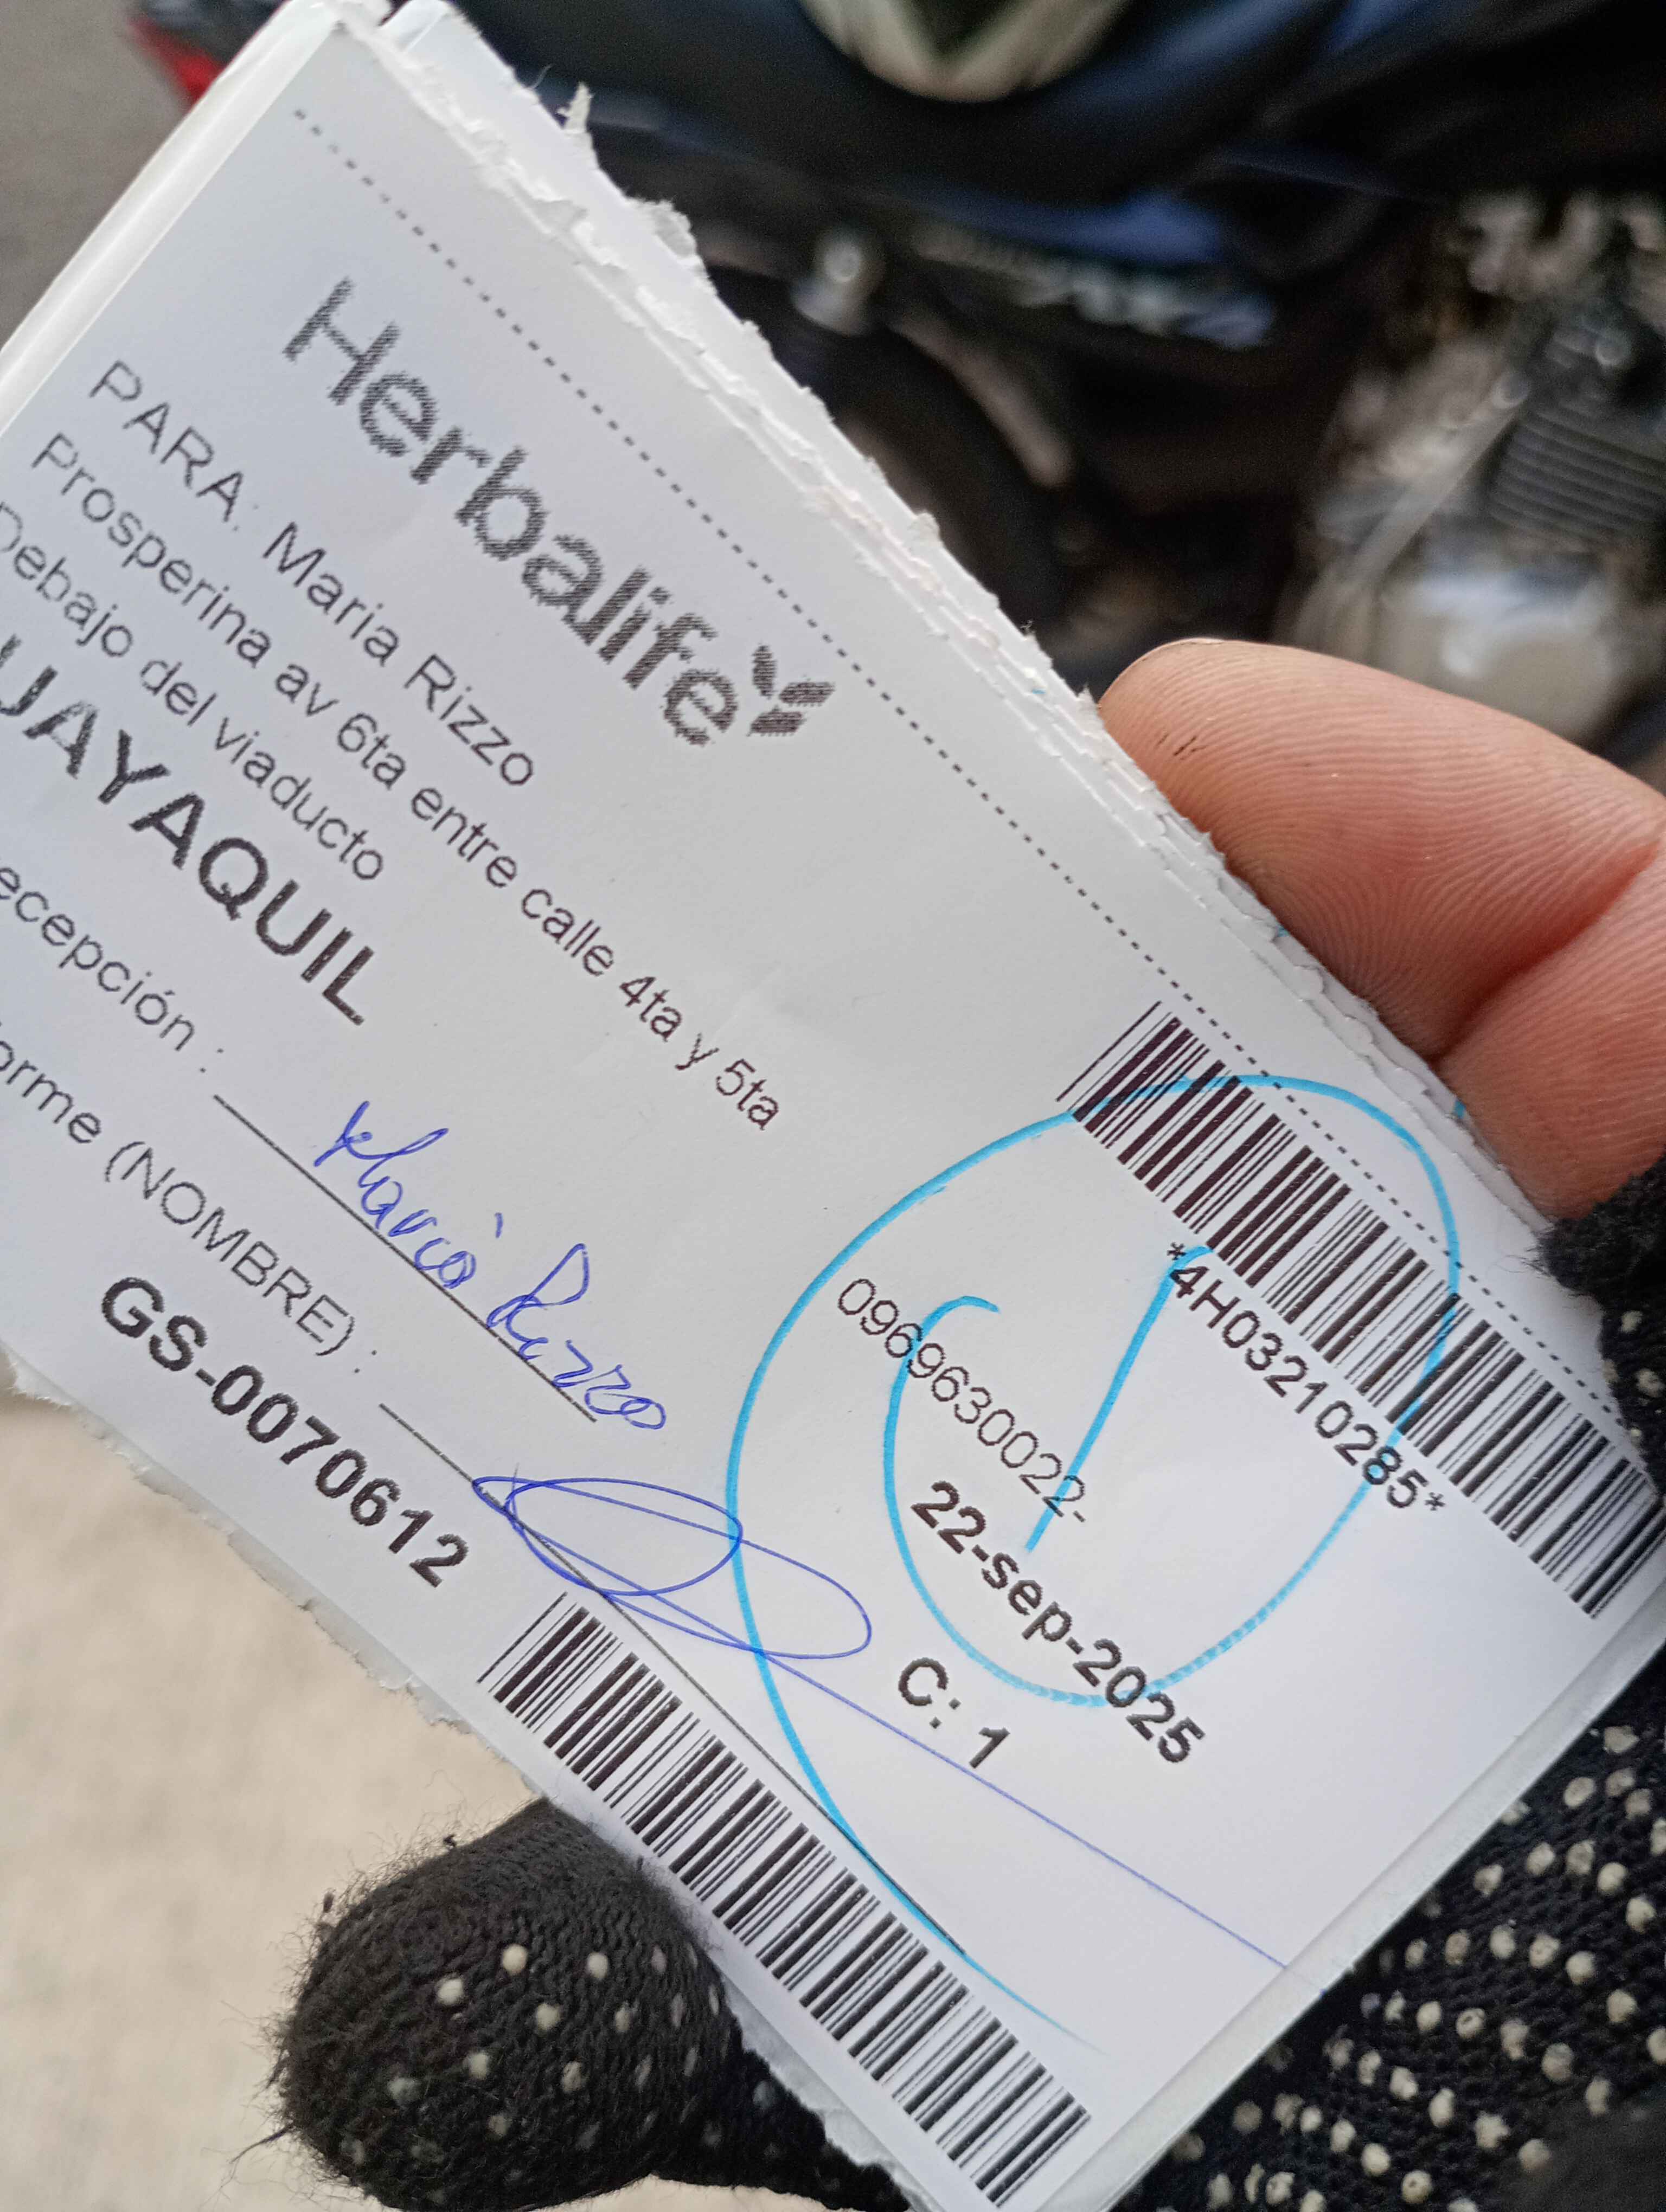 Herbalife
PARA: Maria Rizzo
Prosperina av 6ta entre calle 4ta y 5ta
Debajo del viaducto
UAYAQUIL
*4H03210285*
0969630022-
22-sep-2025
C: 1
ecepción : Maria Rizzo
orme (NOMBRE) :
GS-0070612